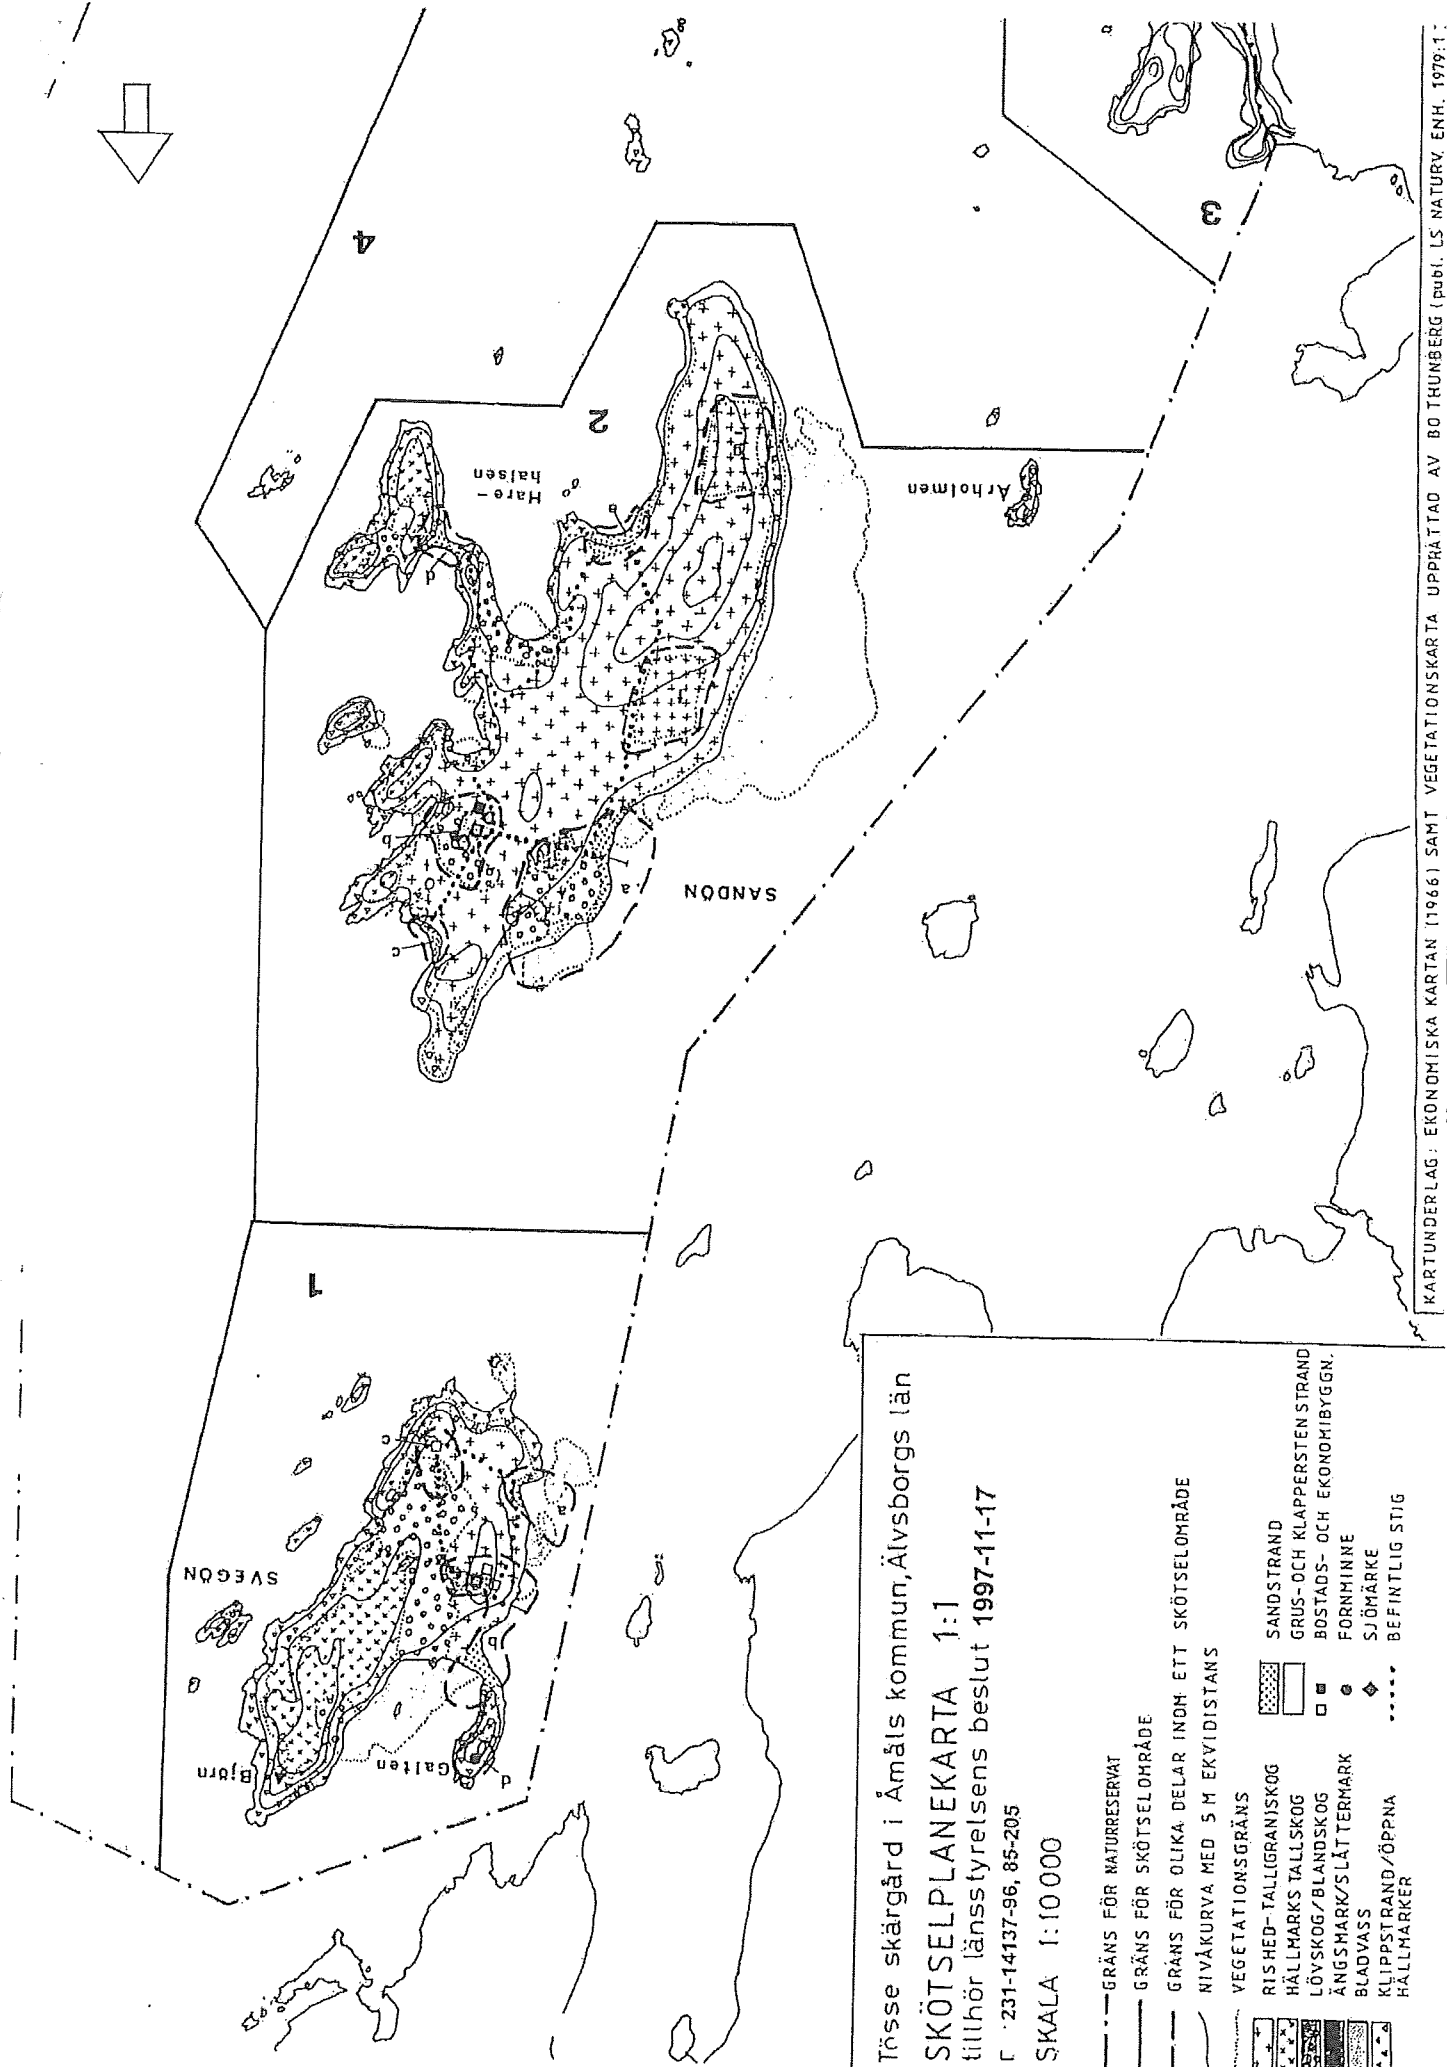 Tösse skärgård i Åmåls kommun, Älvsborgs län
SKÖTSELPLANEKARTA 1:1
tillhör länsstyrelsens beslut 1997-11-17
231-14137-96, 85-205
SKALA 1:10 000
GRÄNS FÖR NATURRESERVAT
GRÄNS FÖR SKÖTSELOMRÅDE
GRÄNS FÖR OLIKA DELAR INOM ETT SKÖTSELOMRÅDE
NIVÅKURVA MED 5 M EKVIDISTANS
VEGETATIONSGRÄNS
RISHED-TALL(GRAN)SKOG
HÄLLMARKSTALLSKOG
LÖVSKOG/BLANDSKOG
ÄNGSMARK/SLÅTTERMARK
BLADVASS
KLIPPSTRAND/ÖPPNA
HÄLLMARKER
SANDSTRAND
GRUS- OCH KLAPPERSTENSTRAND
BOSTADS- OCH EKONOMIBYGGN.
FORNMINNE
SJÖMÄRKE
BEFINTLIG STIG
KARTUNDERLAG: EKONOMISKA KARTAN (1966) SAMT VEGETATIONSKARTA UPPRÄTTAD AV BO THUNBERG (publ. LS NATURV. ENH. 1979:1
1
SVEGÖN
Björn
Galten
a
b
c
d
2
SANDÖN
Hare-
halsen
Arholmen
a
b
c
d
e
3
4